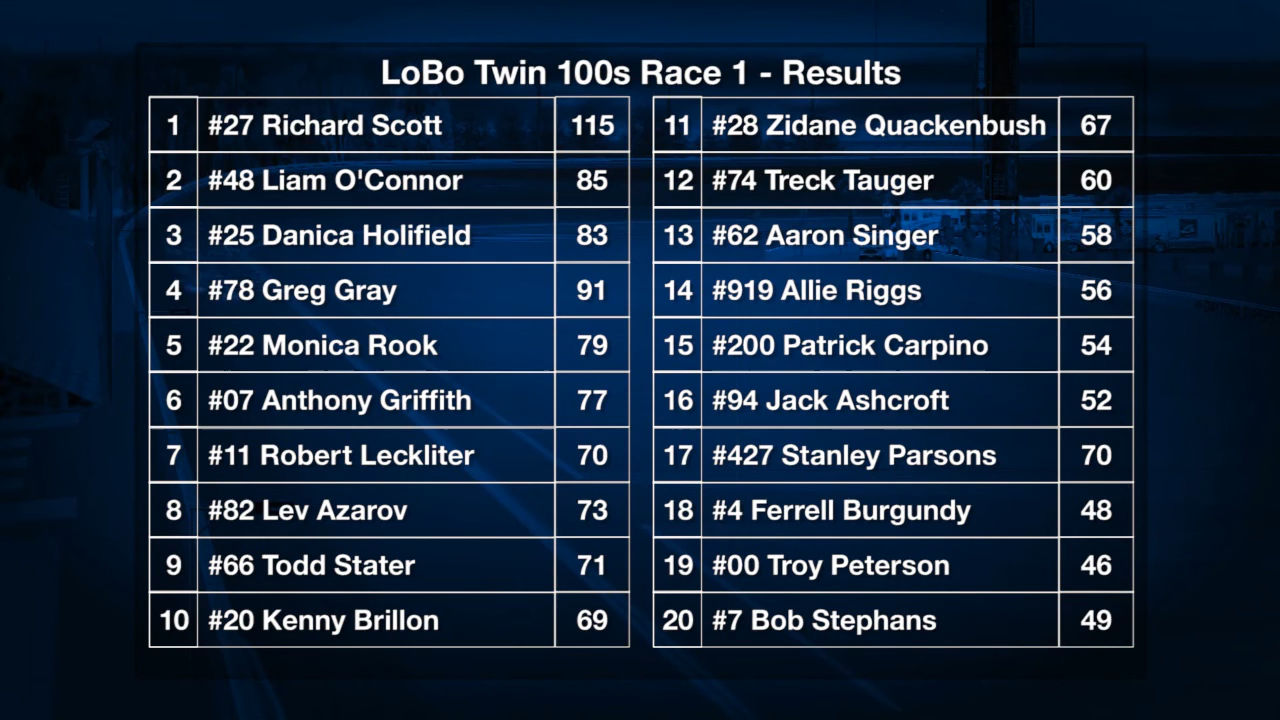 LoBo Twin 100s Race 1 - Results
1 #27 Richard Scott 115
2 #48 Liam O'Connor 85
3 #25 Danica Holifield 83
4 #78 Greg Gray 91
5 #22 Monica Rook 79
6 #07 Anthony Griffith 77
7 #11 Robert Leckliter 70
8 #82 Lev Azarov 73
9 #66 Todd Stater 71
10 #20 Kenny Brillon 69
11 #28 Zidane Quackenbush 67
12 #74 Treck Tauger 60
13 #62 Aaron Singer 58
14 #919 Allie Riggs 56
15 #200 Patrick Carpino 54
16 #94 Jack Ashcroft 52
17 #427 Stanley Parsons 70
18 #4 Ferrell Burgundy 48
19 #00 Troy Peterson 46
20 #7 Bob Stephans 49